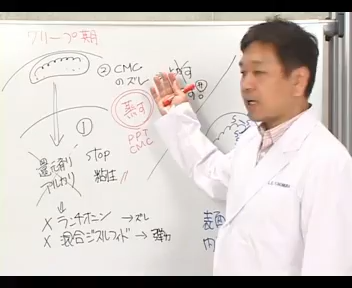 クリープ期
② CMC
のズレ
蒸す
PPT
CMC
①
還元剤
アルカリ
stop
粘性
× ランチオニン → ズレ
× 混合ジスルフィド → 弾力
表面
内